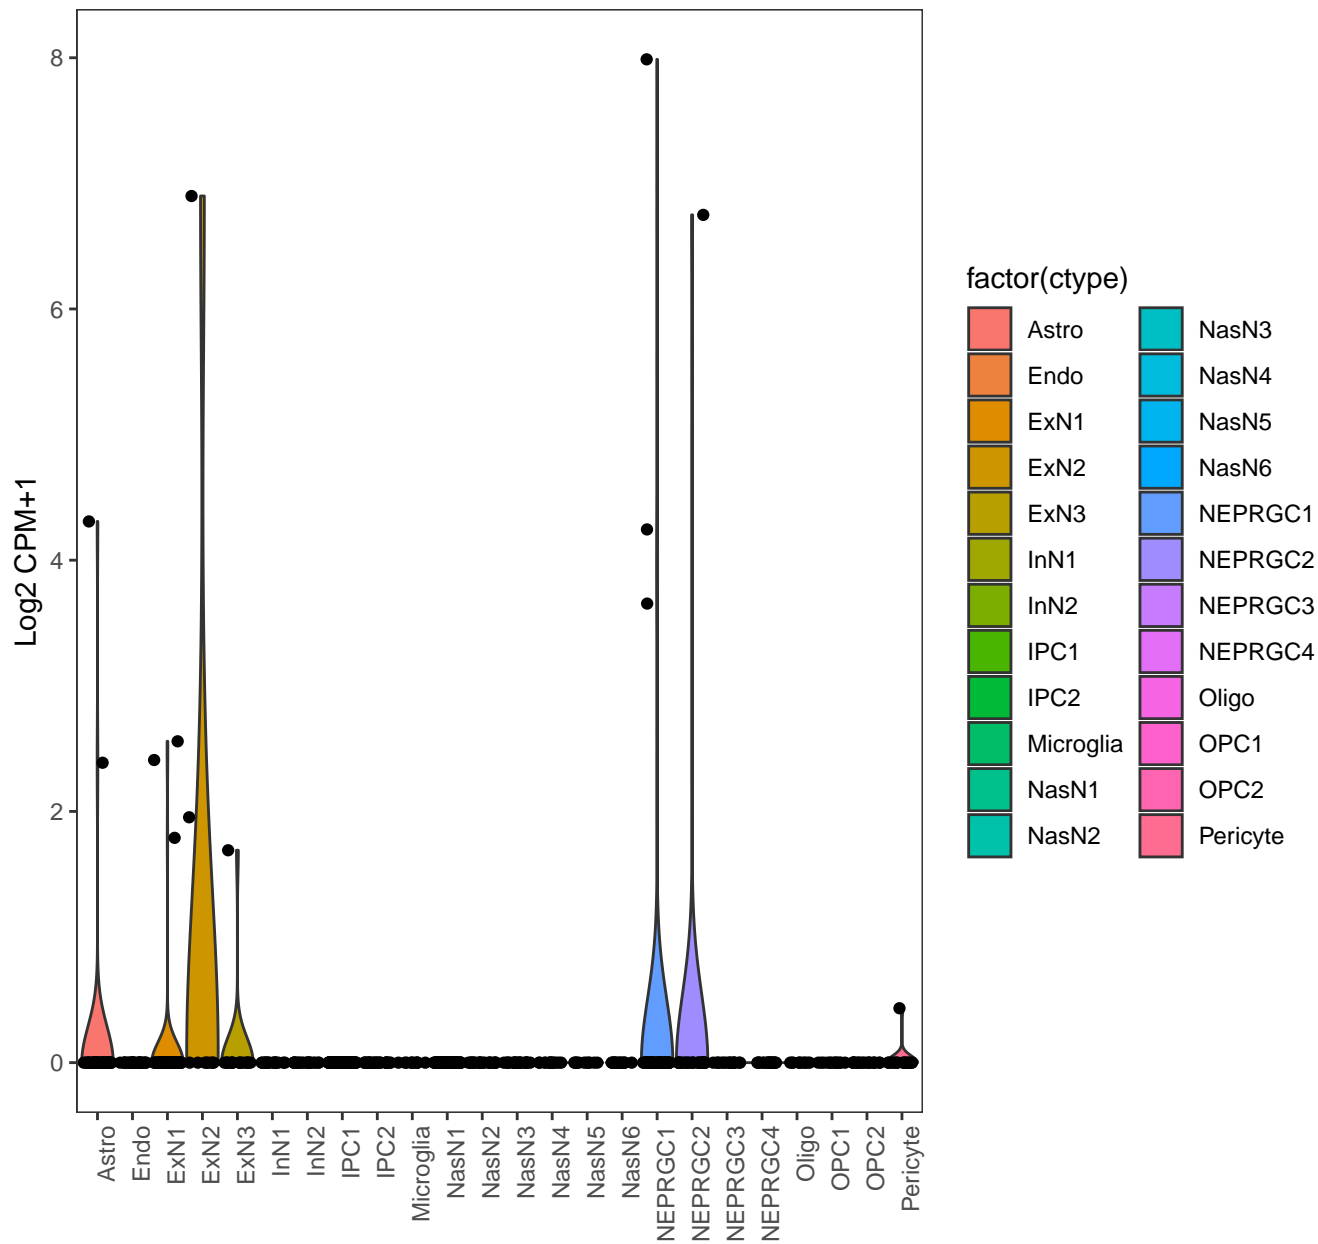 8
6
4
2
0
Log2 CPM+1
Astro
Endo
ExN1
ExN2
ExN3
InN1
InN2
IPC1
IPC2
Microglia
NasN1
NasN2
NasN3
NasN4
NasN5
NasN6
NEPRGC1
NEPRGC2
NEPRGC3
NEPRGC4
Oligo
OPC1
OPC2
Pericyte
factor(ctype)
Astro
Endo
ExN1
ExN2
ExN3
InN1
InN2
IPC1
IPC2
Microglia
NasN1
NasN2
NasN3
NasN4
NasN5
NasN6
NEPRGC1
NEPRGC2
NEPRGC3
NEPRGC4
Oligo
OPC1
OPC2
Pericyte